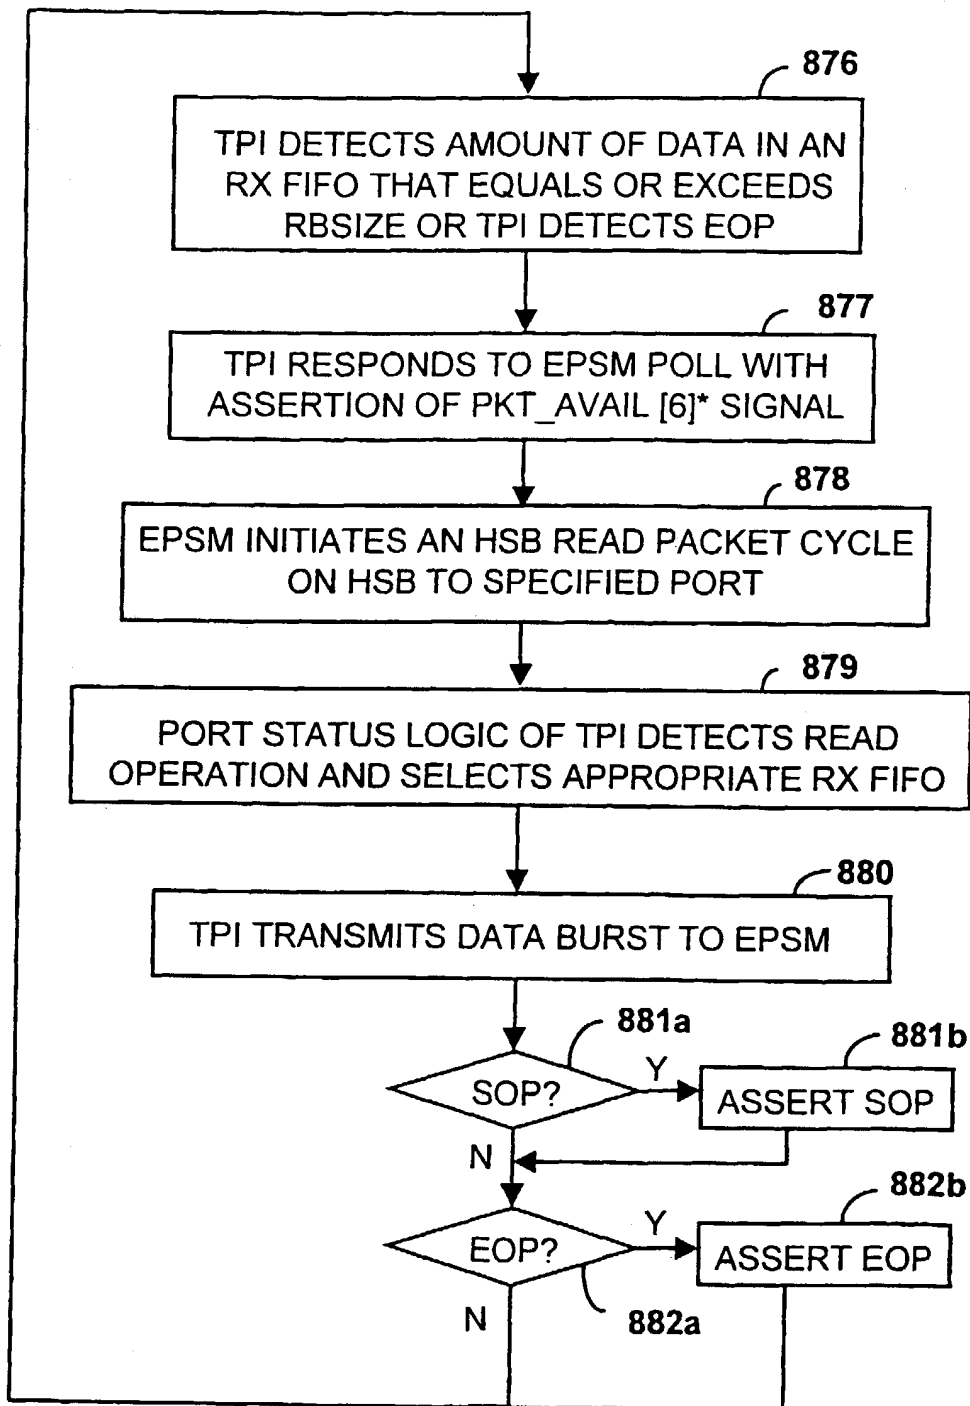 876
TPI DETECTS AMOUNT OF DATA IN AN
RX FIFO THAT EQUALS OR EXCEEDS
RBSIZE OR TPI DETECTS EOP
877
TPI RESPONDS TO EPSM POLL WITH
ASSERTION OF PKT_AVAIL [6]* SIGNAL
878
EPSM INITIATES AN HSB READ PACKET CYCLE
ON HSB TO SPECIFIED PORT
879
PORT STATUS LOGIC OF TPI DETECTS READ
OPERATION AND SELECTS APPROPRIATE RX FIFO
880
TPI TRANSMITS DATA BURST TO EPSM
881a
881b
SOP?
Y
ASSERT SOP
N
882b
EOP?
Y
ASSERT EOP
N
882a